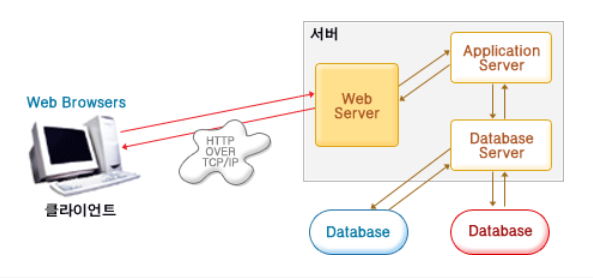 서버
Application
Server
Web Browsers
Web
Server
HTTP
OVER
TCP/IP
Database
Server
클라이언트
Database
Database